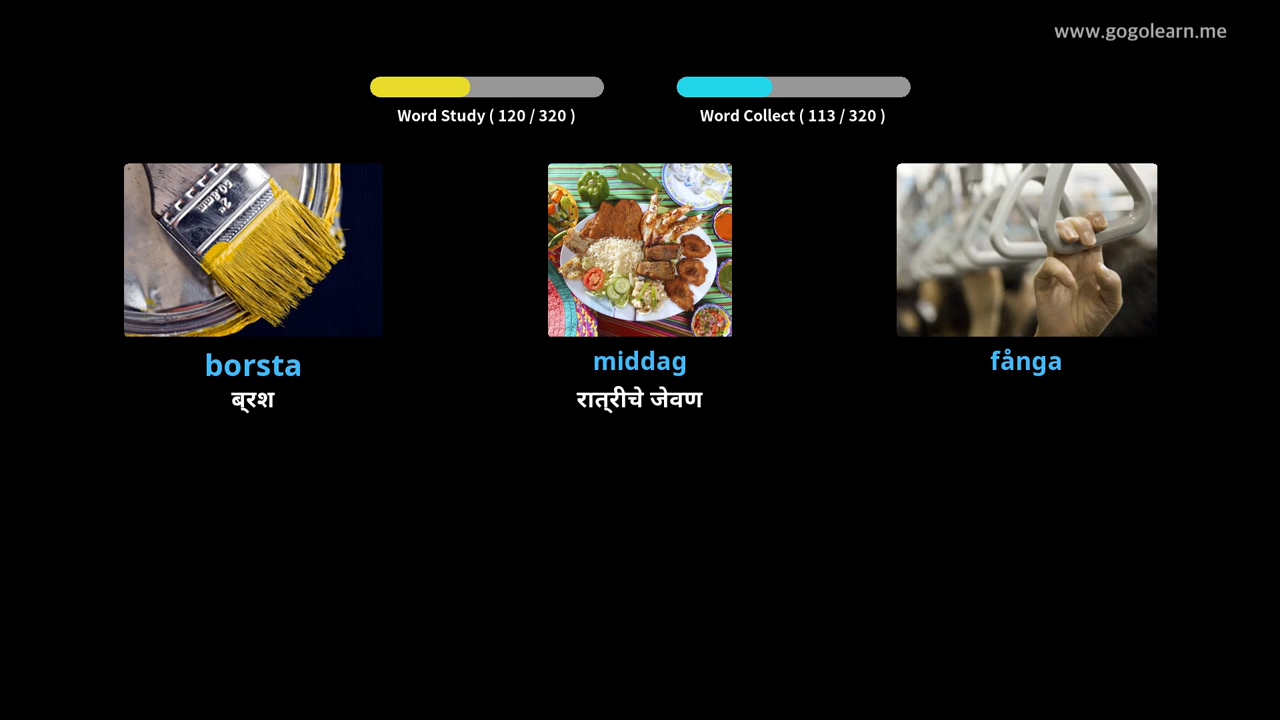 www.gogolearn.me
Word Study ( 120 / 320 )
Word Collect ( 113 / 320 )
borsta
middag
fånga
ब्रश
रात्रीचे जेवण